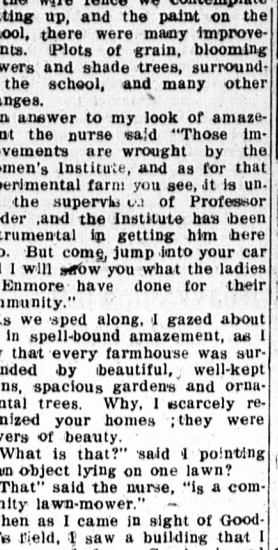 the wire fence we contemplate
ting up, and the paint on the
ool, there were many improve-
nts. Plots of grain, blooming
wers and shade trees, surround-
the school, and many other
anges.
n answer to my look of amaze-
nt the nurse said "Those im-
vements are wrought by the
men's Institute, and as for that
perimental farm you see, it is un-
the supervis of Professor
der ,and the Institute has been
trumental in getting him here
o. But come, jump into your car
I will show you what the ladies
Enmore have done for their
mmunity."
s we sped along, I gazed about
in spell-bound amazement, as I
that every farmhouse was sur-
nded by beautiful, well-kept
ns, spacious gardens and orna-
ntal trees. Why, I scarcely re-
nized your homes ; they were
vers of beauty.
What is that?" said I pointing
an object lying on one lawn?
That" said the nurse, "is a com-
nity lawn-mower."
hen as I came in sight of Good-
's field, I saw a building that I